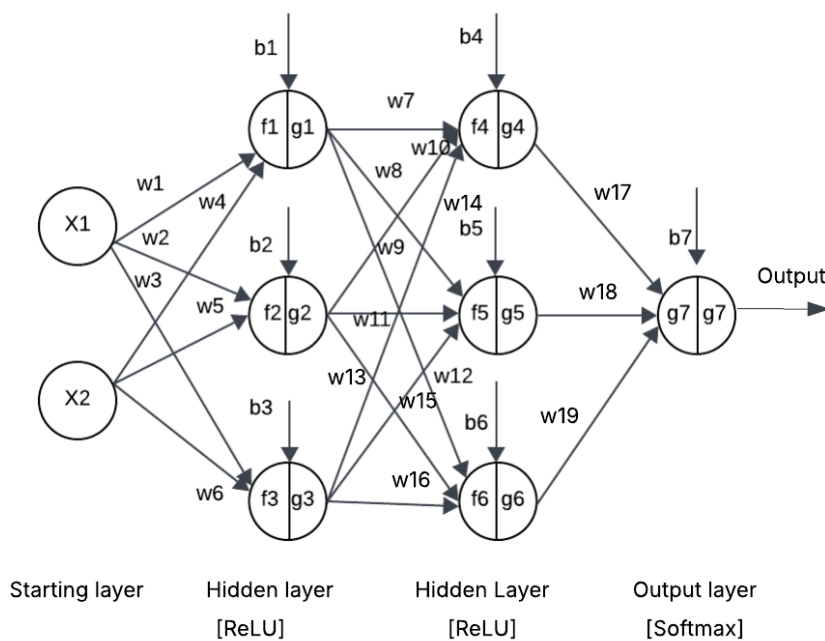 b1
b4
f1 g1
w7
f4 g4
w10
w1
w4
w8
w17
X1
w14
w2
b2
w9
b5
b7
w3
Output
w5
f2 g2
w11
f5 g5
w18
g7 g7
X2
w13
w12
b3
w15
b6
w19
w6
w16
f3 g3
f6 g6
Starting layer
Hidden layer
Hidden Layer
Output layer
[ReLU]
[ReLU]
[Softmax]